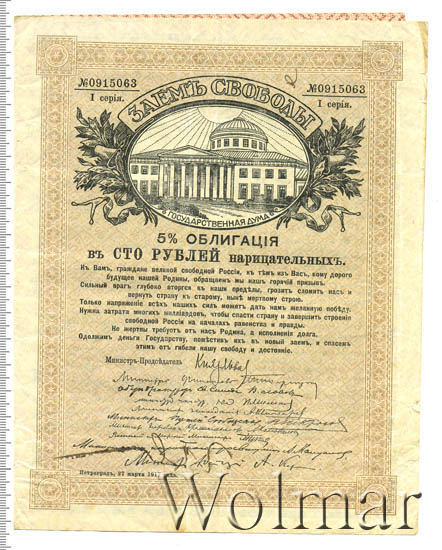 №0915063
I серія.
№0915063
I серія.
ЗАЕМЪ СВОБОДЫ
ГОСУДАРСТВЕННАЯ ДУМА
5% ОБЛИГАЦІЯ
въ СТО РУБЛЕЙ нарицательныхъ.
Къ Вамъ, граждане великой свободной Россіи, къ тѣмъ изъ Васъ, кому дорого
будущее нашей Родины, обращаемъ мы нашъ горячій призывъ.
Сильный врагъ глубоко вторгся въ наши предѣлы, грозитъ сломить насъ и
вернуть страну къ старому, нынѣ мертвому строю.
Только напряженіе всѣхъ нашихъ силъ можетъ дать намъ желанную побѣду.
Нужна затрата многихъ милліардовъ, чтобы спасти страну и завершить строеніе
свободной Россіи на началахъ равенства и правды.
Не жертвы требуетъ отъ насъ Родина, а исполненія долга.
Одолжимъ деньги Государству, помѣстивъ ихъ въ новый заемъ, и спасемъ
этимъ отъ гибели нашу свободу и достояніе.
Министръ-Предсѣдатель
Министръ финансовъ
Петроградъ, 27 марта 1917 года.
Wolmar